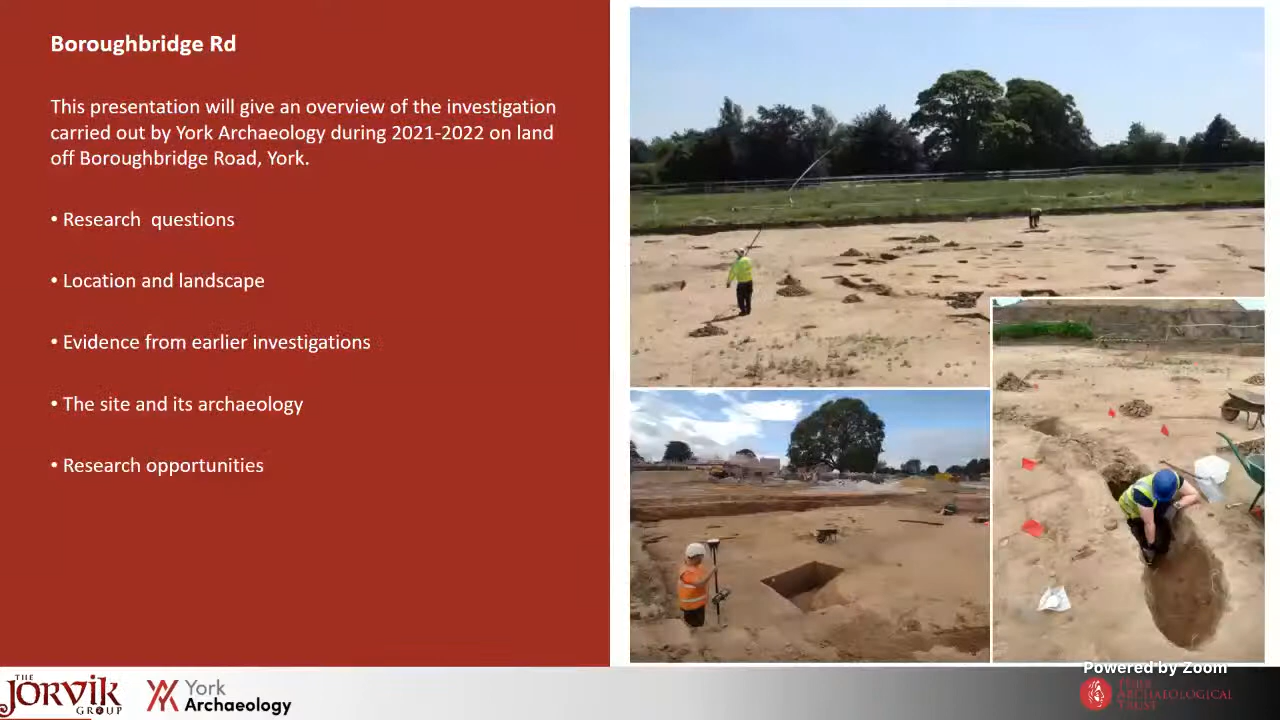 Boroughbridge Rd
This presentation will give an overview of the investigation
carried out by York Archaeology during 2021-2022 on land
off Boroughbridge Road, York.
• Research  questions
• Location and landscape
• Evidence from earlier investigations
• The site and its archaeology
• Research opportunities
Powered by Zoom
THE
JORVIK
GROUP
York
Archaeology
YORK
ARCHAEOLOGICAL
TRUST